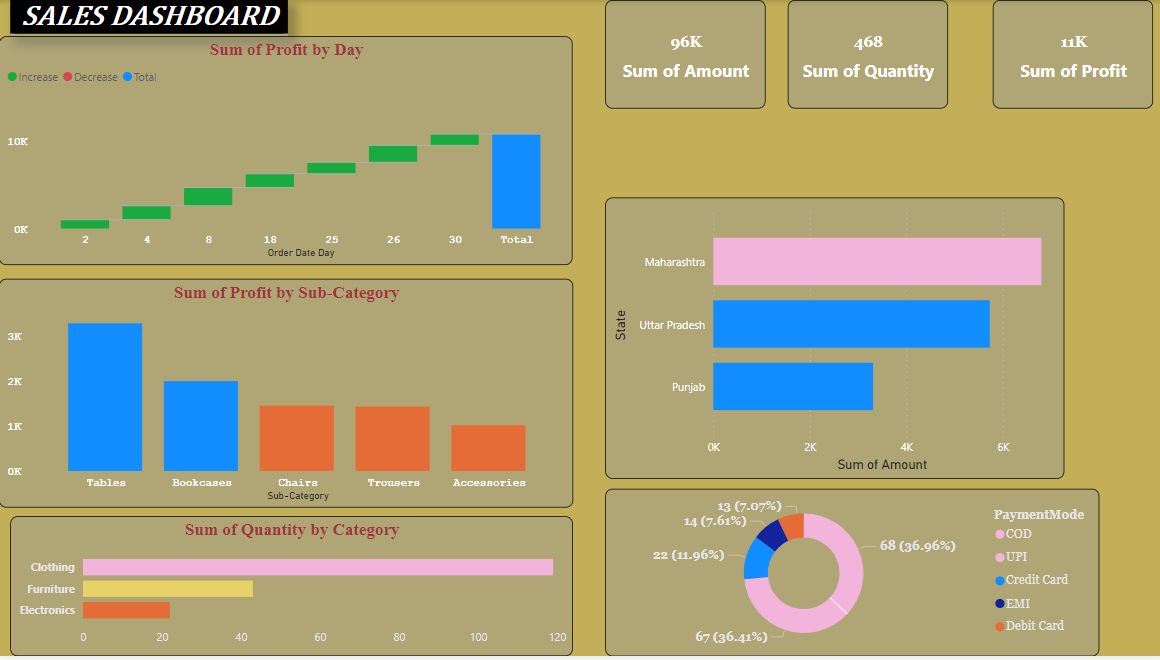 SALES DASHBOARD
Sum of Profit by Day
Increase Decrease Total
10K
0K
2 4 8 18 25 26 30 Total
Order Date Day
Sum of Profit by Sub-Category
3K
2K
1K
0K
Tables Bookcases Chairs Trousers Accessories
Sub-Category
Sum of Quantity by Category
Clothing
Furniture
Electronics
0 20 40 60 80 100 120
96K
Sum of Amount
468
Sum of Quantity
11K
Sum of Profit
State
Maharashtra
Uttar Pradesh
Punjab
0K 2K 4K 6K
Sum of Amount
13 (7.07%)
14 (7.61%)
22 (11.96%)
68 (36.96%)
67 (36.41%)
PaymentMode
COD
UPI
Credit Card
EMI
Debit Card